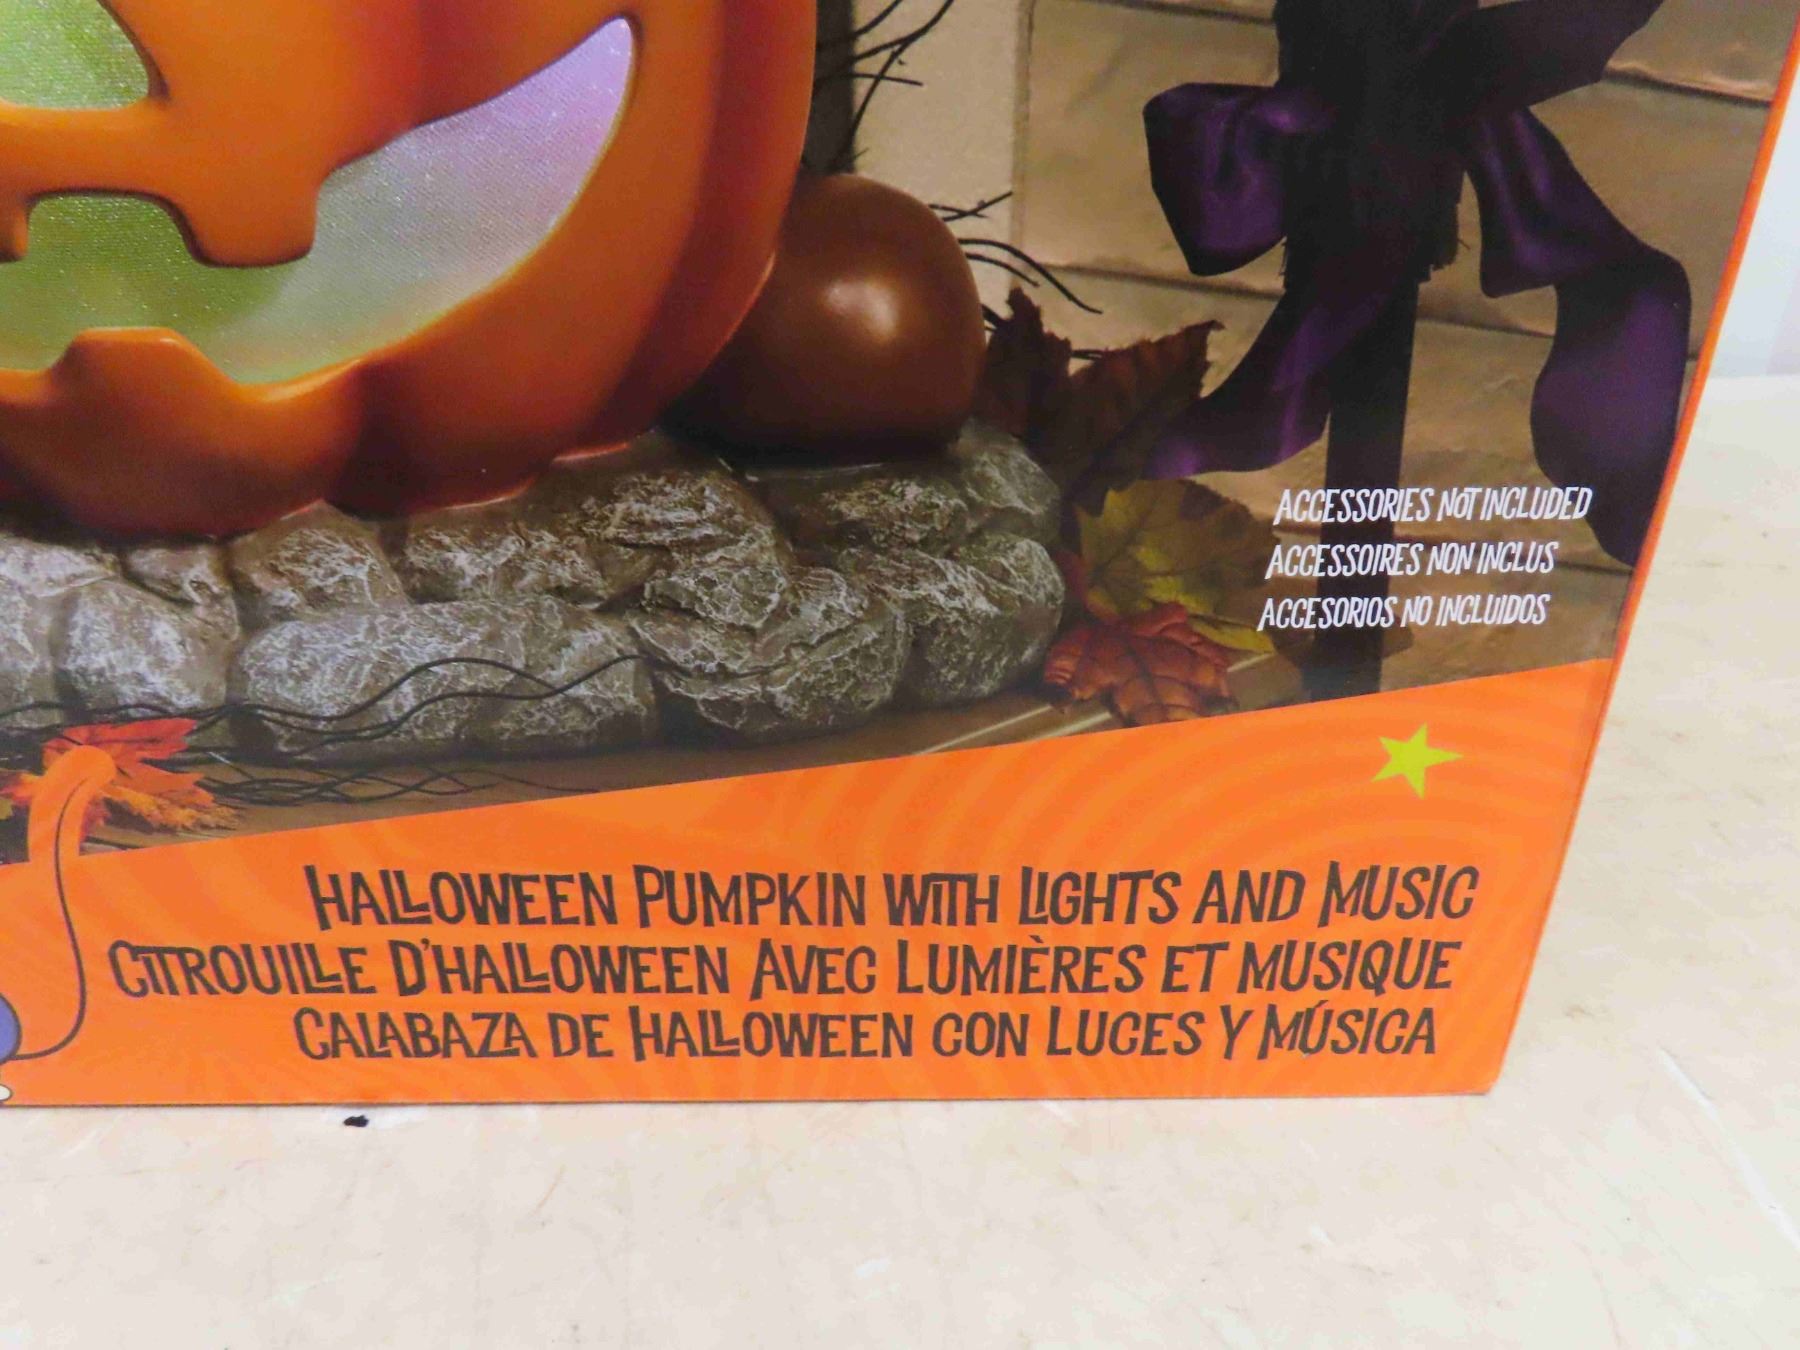 ACCESSORIES NOT INCLUDED
ACCESSOIRES NON INCLUS
ACCESORIOS NO INCLUIDOS
HALLOWEEN PUMPKIN WITH LIGHTS AND MUSIC
CITROUILLE D'HALLOWEEN AVEC LUMIÈRES ET MUSIQUE
CALABAZA DE HALLOWEEN CON LUCES Y MÚSICA